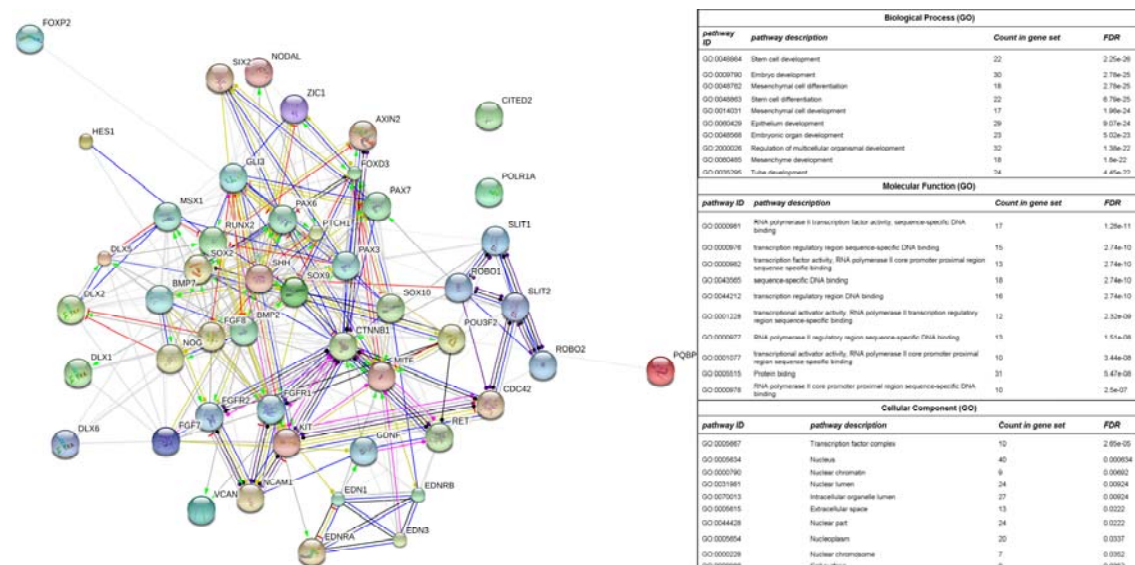 FOXP2
NODAL
SIX2
ZIC1
CITED2
HES1
AXIN2
FOXD3
GLI3
POLR1A
PAX7
PAX6
MSX1
PTCH1
RUNX2
SLIT1
DLX5
SOX2
PAX3
SHH
ROBO1
BMP7
SOX9
SLIT2
DLX2
SOX10
FGF8
BMP2
POU3F2
CTNNB1
NOG
ROBO2
DLX1
MITF
FGFR2
FGFR1
CDC42
FGF7
KIT
RET
DLX6
GDNF
VCAN
NCAM1
EDN1
EDNRB
EDN3
EDNRA
Biological Process (GO)
pathway ID pathway description Count in gene set FDR
Stem cell development 22 2.25e-26
GO:0009790 Embryo development 30 2.78e-25
GO:0048762 Mesenchymal cell differentiation 18 2.78e-25
GO:0048863 Stem cell differentiation 22 6.79e-25
GO:0014031 Mesenchymal cell development 17 1.96e-24
GO:0060429 Epithelium development 29 9.07e-24
GO:0048568 Embryonic organ development 23 5.02e-23
GO:2000026 Regulation of multicellular organismal development 32 1.38e-22
GO:0060485 Mesenchyme development 18 1.8e-22
Tube development 24 4.45e-22
Molecular Function (GO)
pathway ID pathway description Count in gene set FDR
GO:0000981 RNA polymerase II transcription factor activity, sequence-specific DNA binding 17 1.28e-11
GO:0000976 transcription regulatory region sequence-specific DNA binding 15 2.74e-10
GO:0000982 transcription factor activity, RNA polymerase II core promoter proximal region sequence-specific binding 13 2.74e-10
GO:0043565 sequence-specific DNA binding 18 2.74e-10
GO:0044212 transcription regulatory region DNA binding 16 2.74e-10
GO:0001228 transcriptional activator activity, RNA polymerase II transcription regulatory region sequence-specific binding 12 2.32e-09
GO:0000977 RNA polymerase II regulatory region sequence-specific DNA binding 13
GO:0001077 transcriptional activator activity, RNA polymerase II core promoter proximal region sequence-specific binding 10 3.44e-08
GO:0005515 Protein biding 31 5.47e-08
GO:0000978 RNA polymerase II core promoter proximal region sequence-specific DNA binding 10 2.5e-07
Cellular Component (GO)
pathway ID pathway description Count in gene set FDR
GO:0005667 Transcription factor complex 10 2.85e-05
GO:0005634 Nucleus 40 0.000634
GO:0000790 Nuclear chromatin 9 0.00692
GO:0031981 Nuclear lumen 24 0.00924
GO:0070013 Intracellular organelle lumen 27 0.00924
GO:0005615 Extracellular space 13 0.0222
GO:0044428 Nuclear part 24 0.0222
GO:0005654 Nucleoplasm 20 0.0337
GO:0000228 Nuclear chromosome 7 0.0352